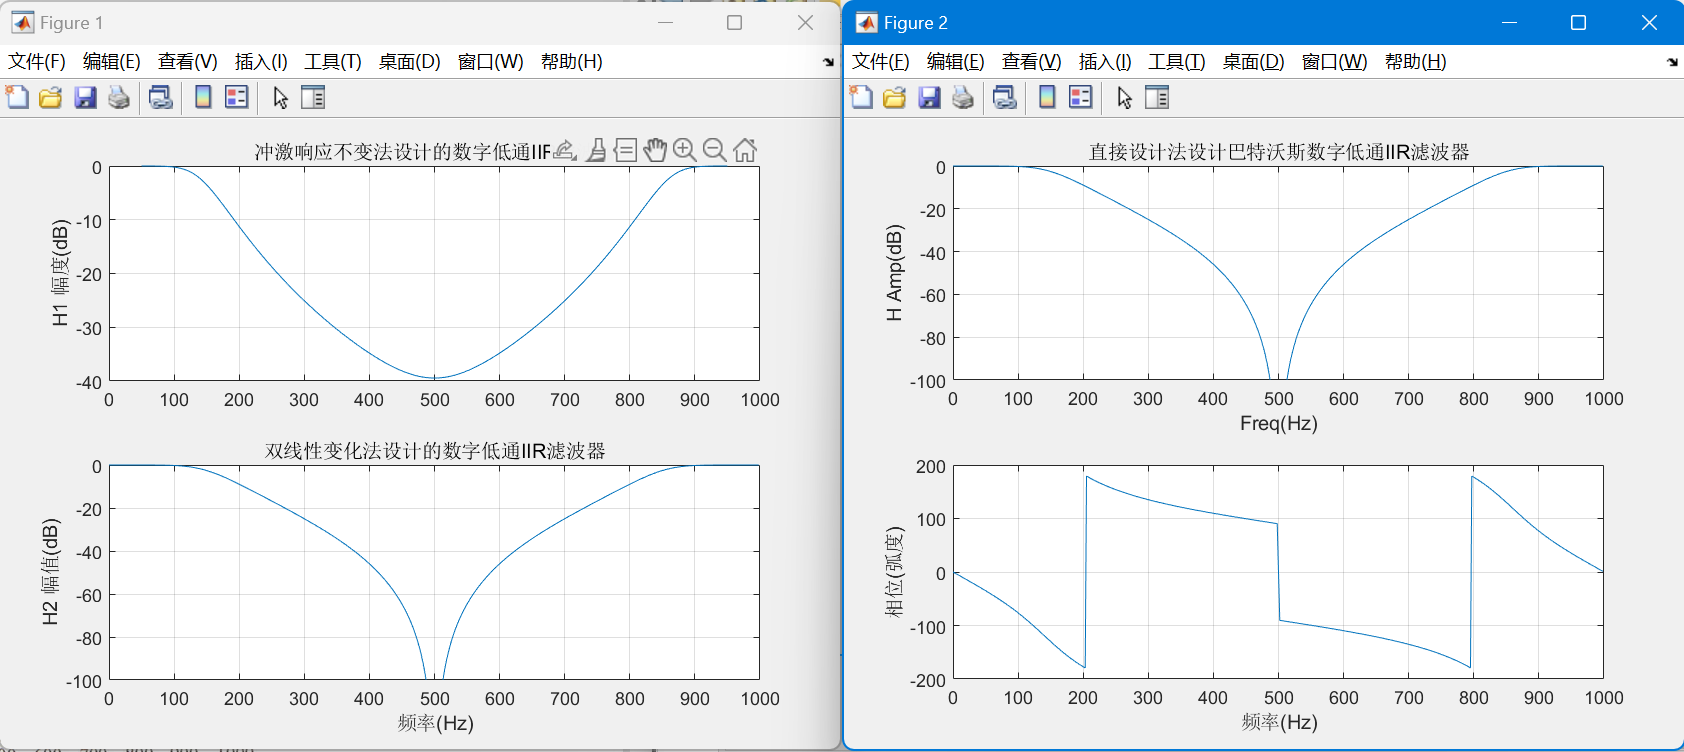 Figure 1
文件(F) 编辑(E) 查看(V) 插入(I) 工具(T) 桌面(D) 窗口(W) 帮助(H)
冲激响应不变法设计的数字低通IIF
0
-10
-20
-30
-40
H1 幅度(dB)
0 100 200 300 400 500 600 700 800 900 1000
双线性变化法设计的数字低通IIR滤波器
0
-20
-40
-60
-80
-100
H2 幅值(dB)
0 100 200 300 400 500 600 700 800 900 1000
频率(Hz)
Figure 2
文件(F) 编辑(E) 查看(V) 插入(I) 工具(T) 桌面(D) 窗口(W) 帮助(H)
直接设计法设计巴特沃斯数字低通IIR滤波器
0
-20
-40
-60
-80
-100
H Amp(dB)
0 100 200 300 400 500 600 700 800 900 1000
Freq(Hz)
200
100
0
-100
-200
相位(弧度)
0 100 200 300 400 500 600 700 800 900 1000
频率(Hz)